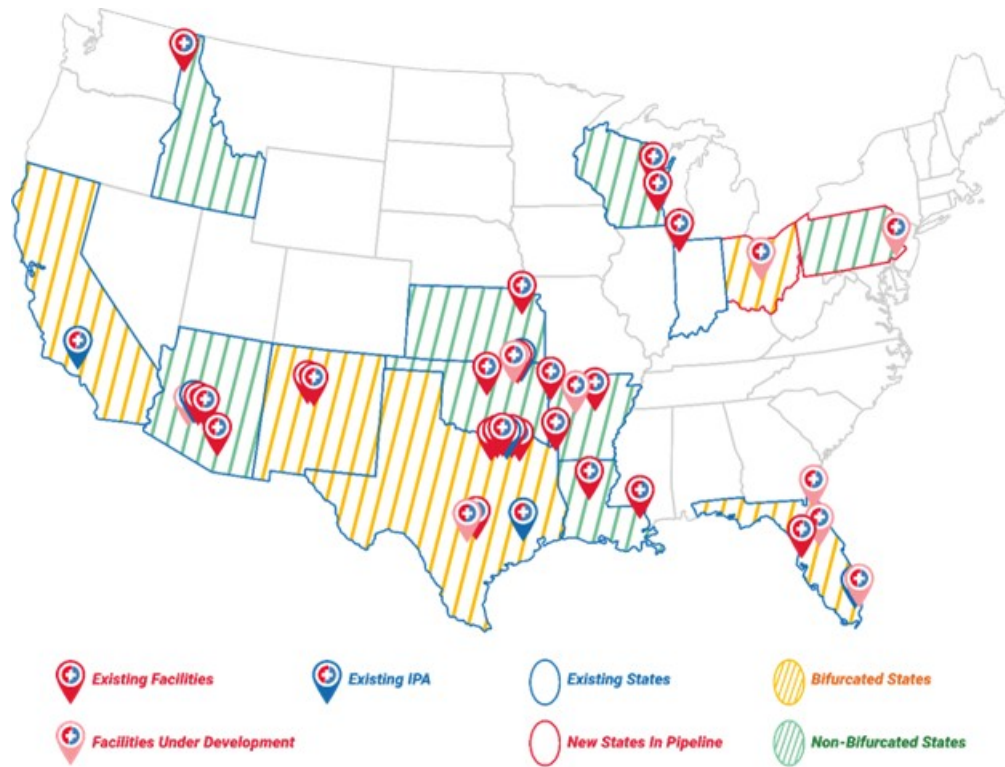 Existing Facilities
Existing IPA
Existing States
Bifurcated States
Facilities Under Development
New States In Pipeline
Non-Bifurcated States